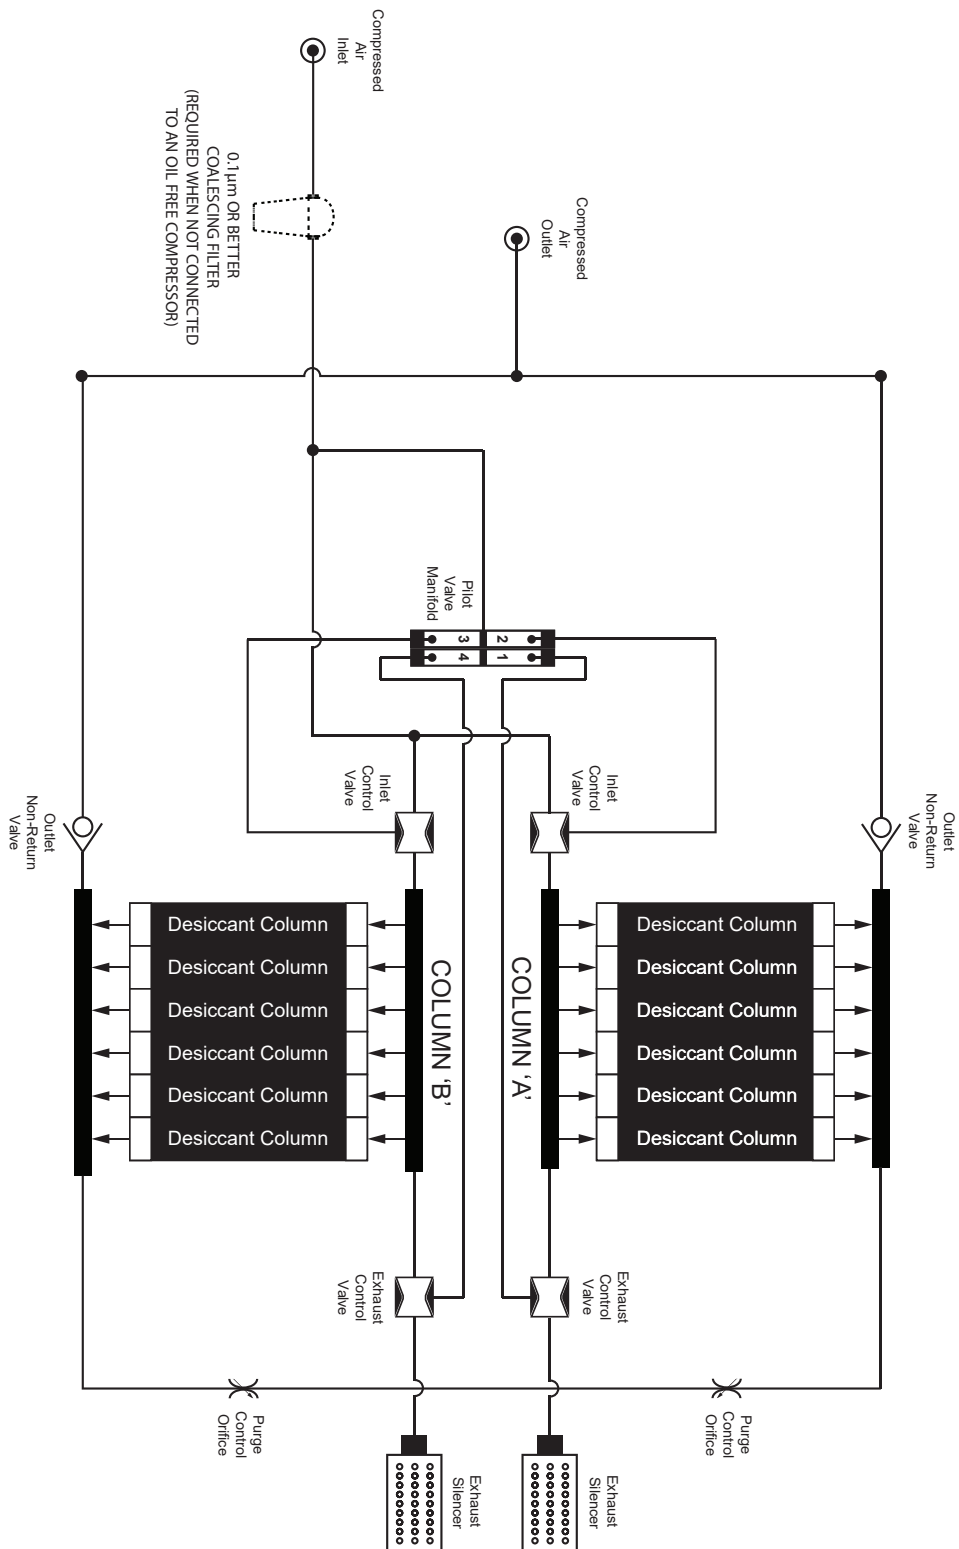 Compressed
Air
Inlet
0.1µm OR BETTER
COALESCING FILTER
(REQUIRED WHEN NOT CONNECTED
TO AN OIL FREE COMPRESSOR)
Compressed
Air
Outlet
Pilot
Valve
Manifold
3
2
4
1
Inlet
Control
Valve
Inlet
Control
Valve
Outlet
Non-Return
Valve
Outlet
Non-Return
Valve
Desiccant Column
Desiccant Column
Desiccant Column
Desiccant Column
Desiccant Column
Desiccant Column
COLUMN ‘B’
COLUMN ‘A’
Desiccant Column
Desiccant Column
Desiccant Column
Desiccant Column
Desiccant Column
Desiccant Column
Exhaust
Control
Valve
Exhaust
Control
Valve
Purge
Control
Orifice
Purge
Control
Orifice
Exhaust
Silencer
Exhaust
Silencer